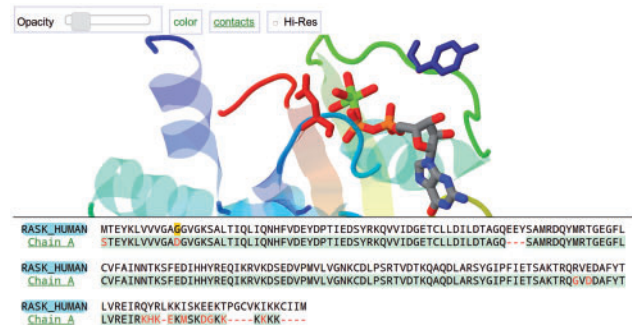 Opacity
color
contacts
Hi-Res
RASK_HUMAN MTEYKLVVVGAGGVGKSALTIQLIQNHFVDEYDPTIEDSYRKQVVIDGETCLLDILDTAGQEEYSAMRDQYMRTGEGFL
Chain A STEYKLVVVGADGVGKSALTIQLIQNHFVDEYDPTIEDSYRKQVVIDGETCLLDILDTAGQ---SAMRDQYMRTGEGFL
RASK_HUMAN CVFAINNTKSFEDIHHYREQIKRVKDSEDVPMVLVGNKCDLPSRTVDTKQAQDLARSYGIPFIETSAKTRQRVEDAFYT
Chain A CVFAINNTKSFEDIHHYREQIKRVKDSEDVPMVLVGNKCDLPSRTVDTKQAQDLARSYGIPFIETSAKTRQGVDDAFYT
RASK_HUMAN LVREIRQYRLKKISKEEKTPGCVKIKKCIIM
Chain A LVREIRKHK-EKMSKDGKK----KKKK----